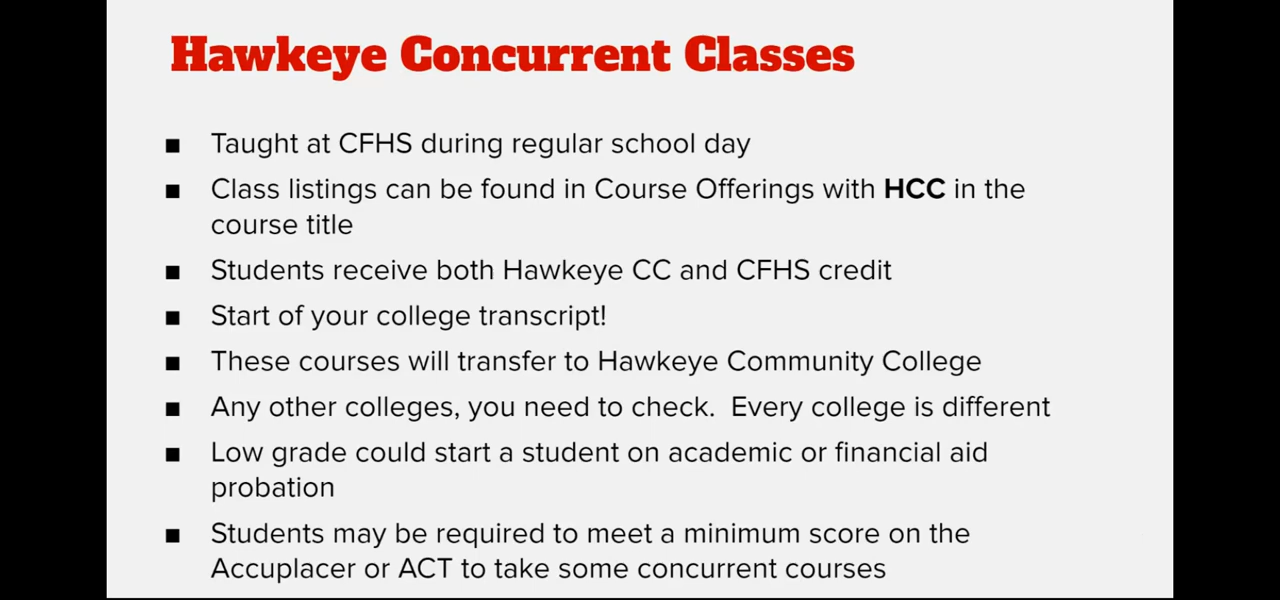 Hawkeye Concurrent Classes
■ Taught at CFHS during regular school day
■ Class listings can be found in Course Offerings with HCC in the
course title
■ Students receive both Hawkeye CC and CFHS credit
■ Start of your college transcript!
■ These courses will transfer to Hawkeye Community College
■ Any other colleges, you need to check.  Every college is different
■ Low grade could start a student on academic or financial aid
probation
■ Students may be required to meet a minimum score on the
Accuplacer or ACT to take some concurrent courses